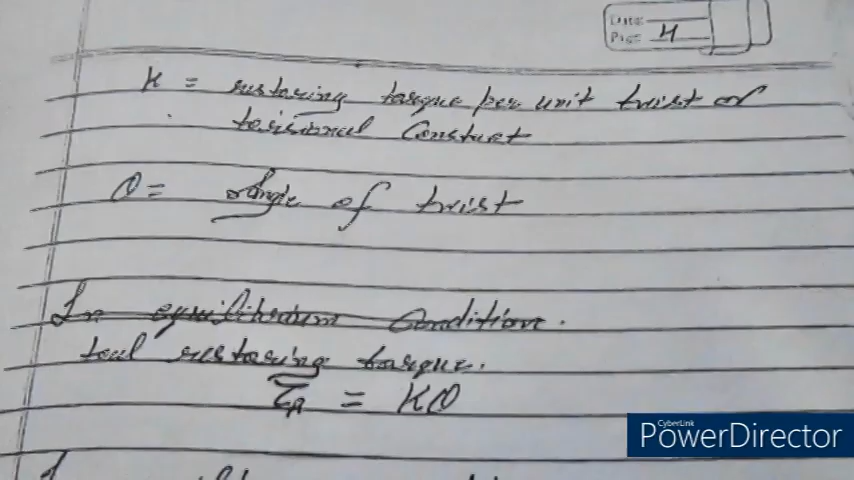 Date:
Page 4
K = restoring torque per unit twist or
torsional Constant
θ = Angle of twist
In equilibrium Condition.
total restoring torque.
τR = Kθ
CyberLink
PowerDirector